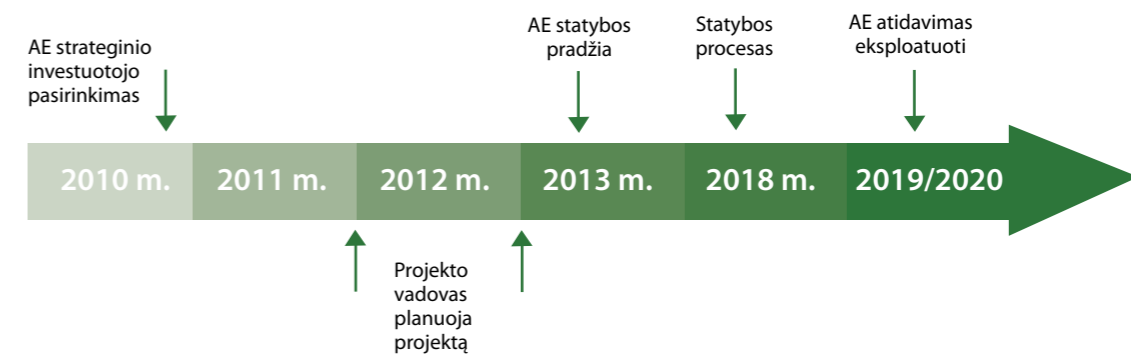 AE strateginio
investuotojo
pasirinkimas
AE statybos
pradžia
Statybos
procesas
AE atidavimas
eksploatuoti
2010 m.
2011 m.
2012 m.
2013 m.
2018 m.
2019/2020
Projekto
vadovas
planuoja
projektą